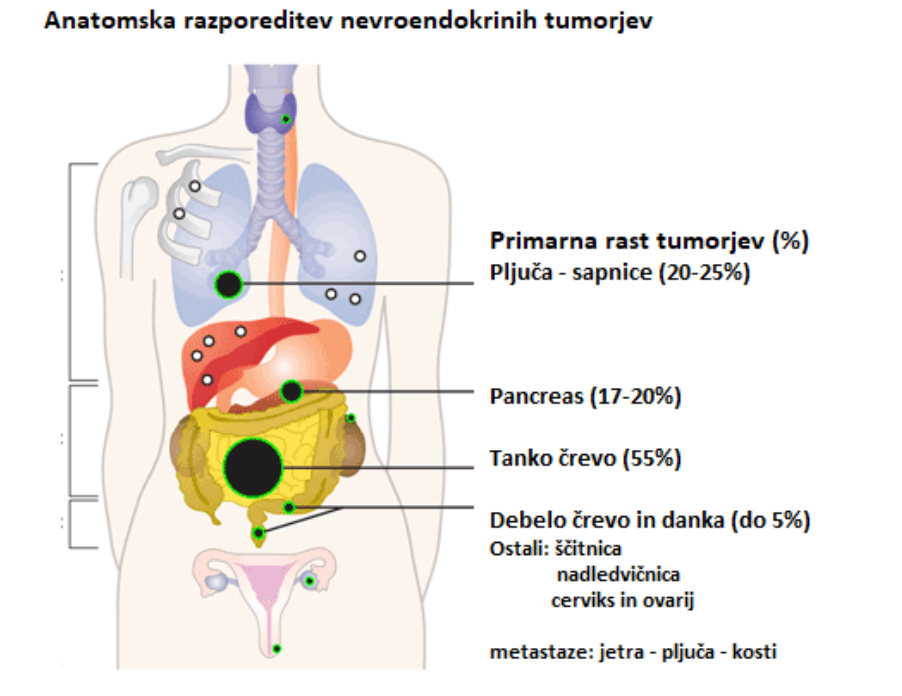 Anatomska razporeditev nevroendokrinih tumorjev
Primarna rast tumorjev (%)
Pljuča - sapnice (20-25%)
Pancreas (17-20%)
Tanko črevo (55%)
Debelo črevo in danka (do 5%)
Ostali: ščitnica
nadledvičnica
cerviks in ovarij
metastaze: jetra - pljuča - kosti